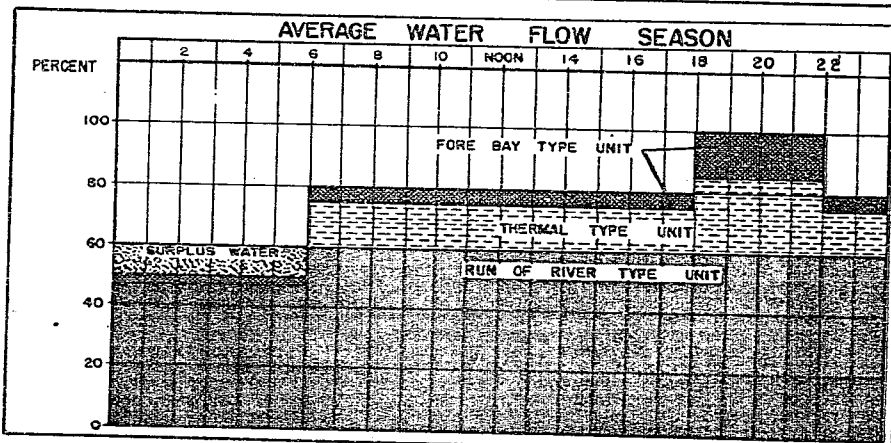 AVERAGE WATER FLOW SEASON
2 4 6 8 10 NOON 14 16 18 20 22
PERCENT
100
FORE BAY TYPE UNIT
80
THERMAL TYPE UNIT
60
SURPLUS WATER
RUN OF RIVER TYPE UNIT
40
20
0